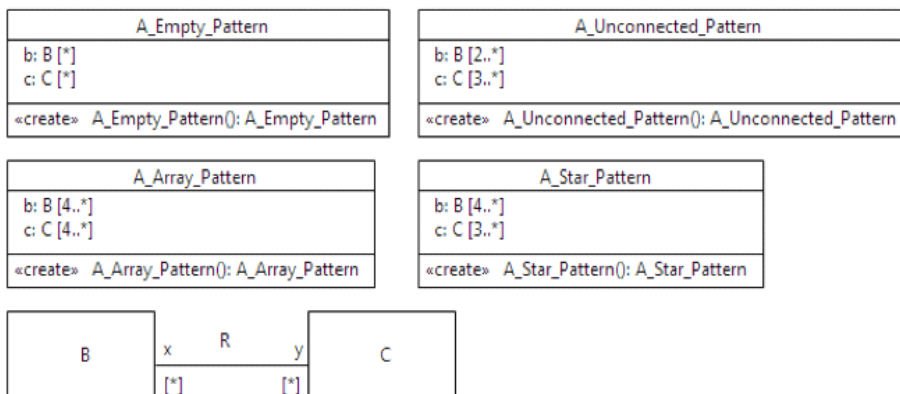 A_Empty_Pattern
b: B [*]
c: C [*]
«create» A_Empty_Pattern(): A_Empty_Pattern
A_Unconnected_Pattern
b: B [2..*]
c: C [3..*]
«create» A_Unconnected_Pattern(): A_Unconnected_Pattern
A_Array_Pattern
b: B [4..*]
c: C [4..*]
«create» A_Array_Pattern(): A_Array_Pattern
A_Star_Pattern
b: B [4..*]
c: C [3..*]
«create» A_Star_Pattern(): A_Star_Pattern
B x R y C
[*] [*]